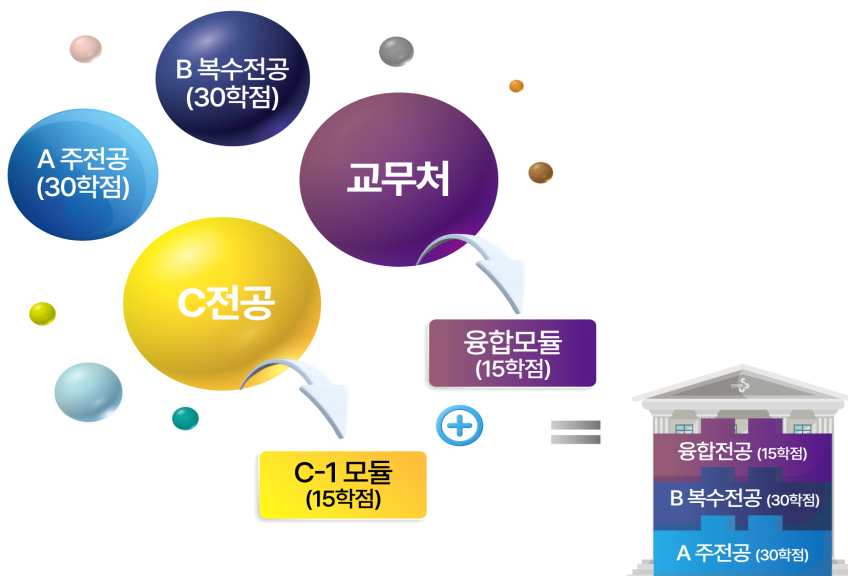 B 복수전공
(30학점)
A 주전공
(30학점)
교무처
C전공
융합모듈
(15학점)
C-1 모듈
(15학점)
융합전공 (15학점)
B 복수전공 (30학점)
A 주전공 (30학점)